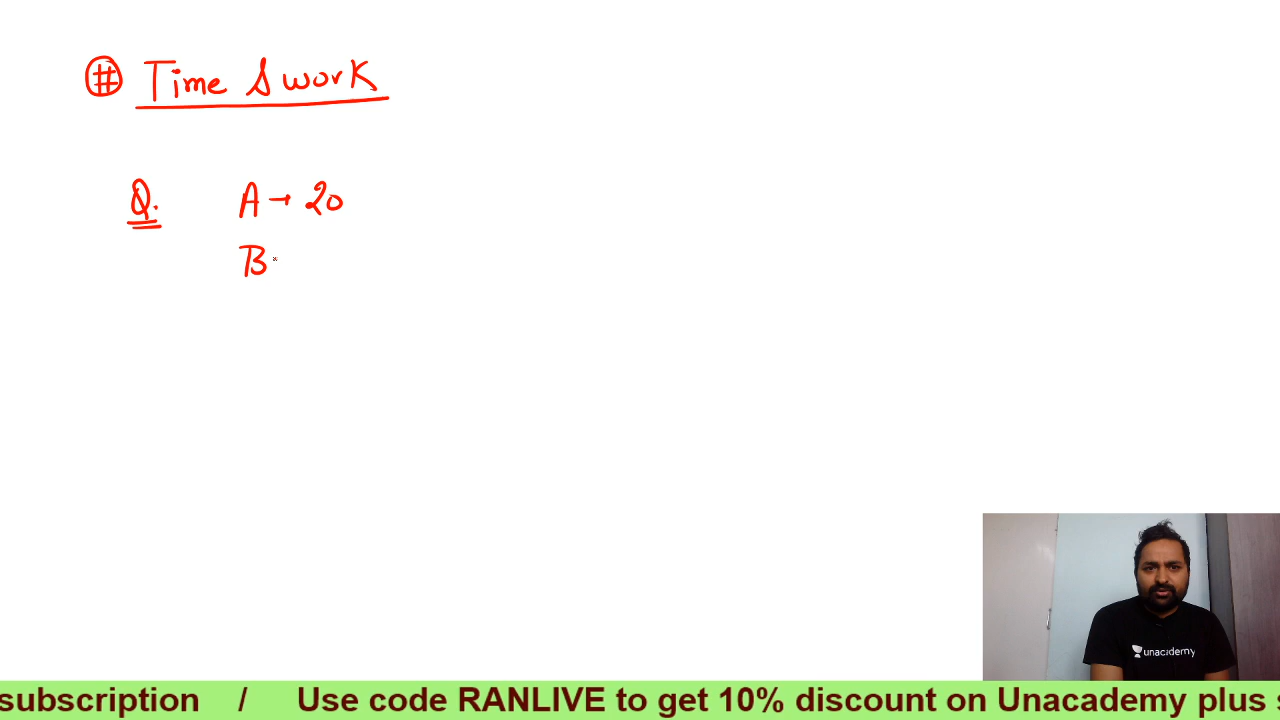 # Time & work
Q. A → 20
B
unacademy
subscription / Use code RANLIVE to get 10% discount on Unacademy plus s